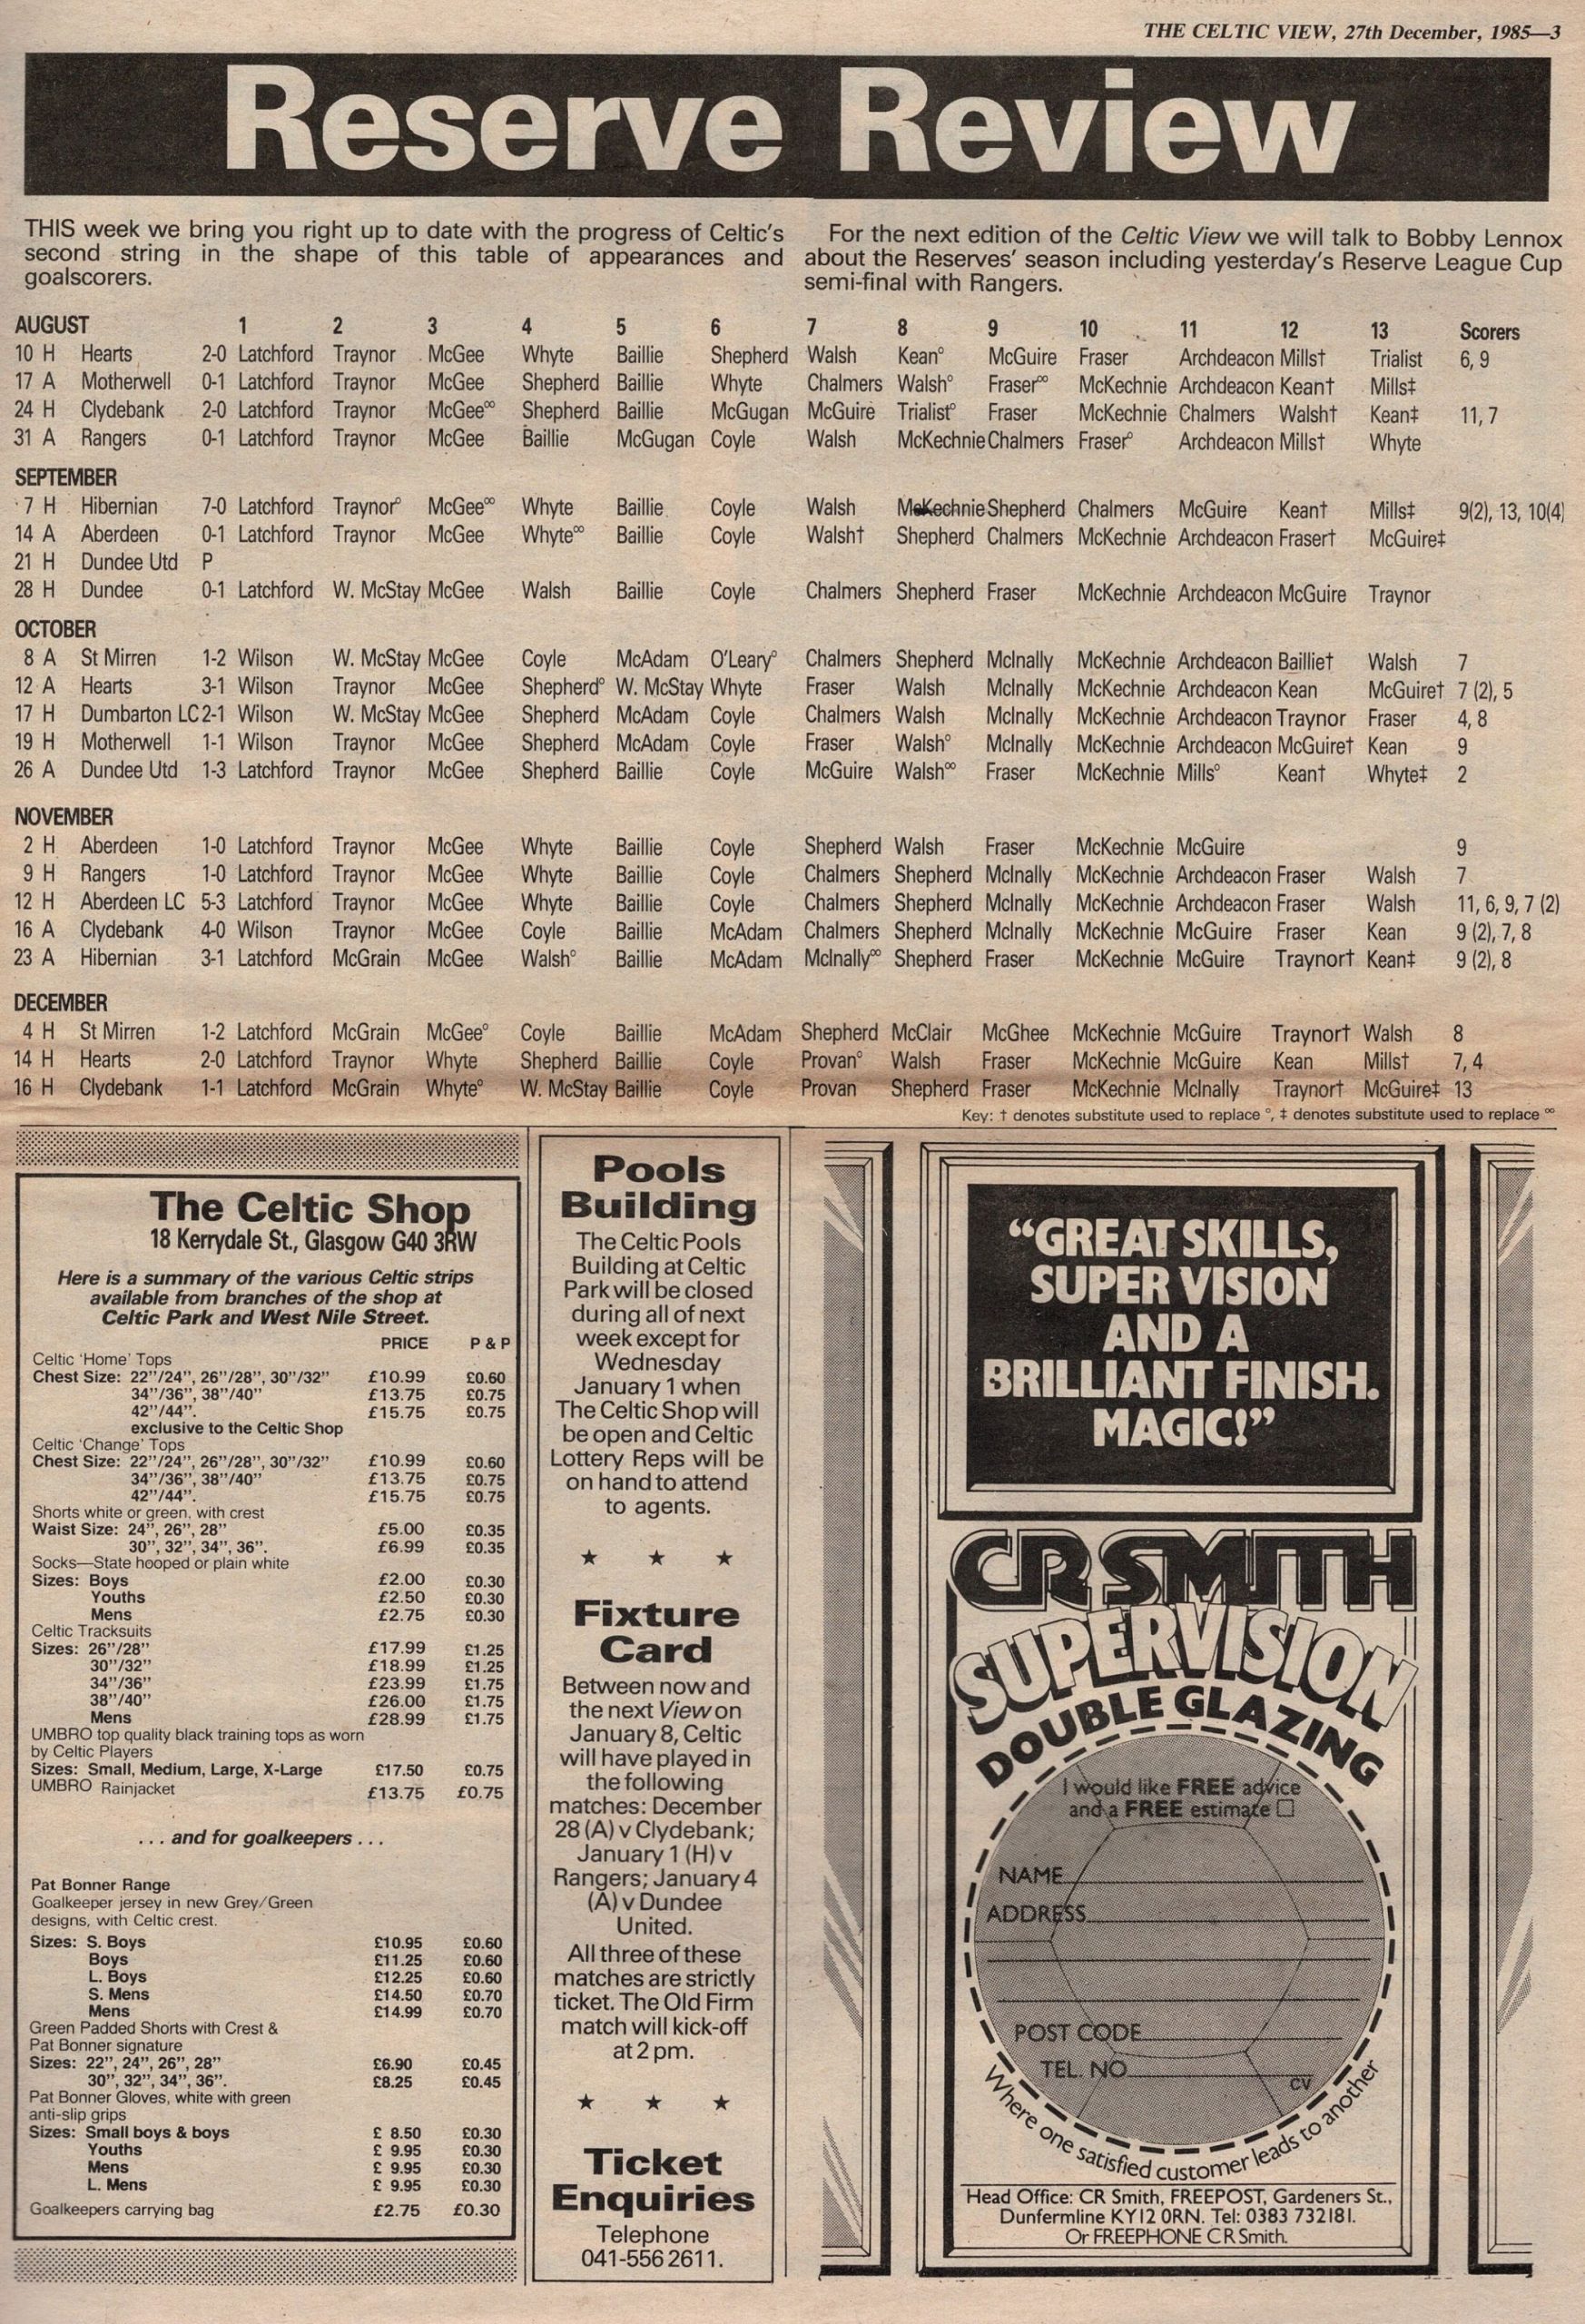 THE CELTIC VIEW, 27th December, 1985—3
Reserve Review
THIS week we bring you right up to date with the progress of Celtic's
second string in the shape of this table of appearances and
goalscorers.
For the next edition of the Celtic View we will talk to Bobby Lennox
about the Reserves' season including yesterday's Reserve League Cup
semi-final with Rangers.
AUGUST 1 2 3 4 5 6 7 8 9 10 11 12 13 Scorers
10 H Hearts 2-0 Latchford Traynor McGee Whyte Baillie Shepherd Walsh Kean° McGuire Fraser Archdeacon Mills† Trialist 6, 9
17 A Motherwell 0-1 Latchford Traynor McGee Shepherd Baillie Whyte Chalmers Walsh° Fraser°° McKechnie Archdeacon Kean† Mills‡
24 H Clydebank 2-0 Latchford Traynor McGee°° Shepherd Baillie McGugan McGuire Trialist° Fraser McKechnie Chalmers Walsh† Kean‡ 11, 7
31 A Rangers 0-1 Latchford Traynor McGee Baillie McGugan Coyle Walsh McKechnie Chalmers Fraser° Archdeacon Mills† Whyte
SEPTEMBER
7 H Hibernian 7-0 Latchford Traynor° McGee°° Whyte Baillie Coyle Walsh McKechnie Shepherd Chalmers McGuire Kean† Mills‡ 9(2), 13, 10(4)
14 A Aberdeen 0-1 Latchford Traynor McGee Whyte°° Baillie Coyle Walsh† Shepherd Chalmers McKechnie Archdeacon Fraser† McGuire‡
21 H Dundee Utd P
28 H Dundee 0-1 Latchford W. McStay McGee Walsh Baillie Coyle Chalmers Shepherd Fraser McKechnie Archdeacon McGuire Traynor
OCTOBER
8 A St Mirren 1-2 Wilson W. McStay McGee Coyle McAdam O'Leary° Chalmers Shepherd McInally McKechnie Archdeacon Baillie† Walsh 7
12 A Hearts 3-1 Wilson Traynor McGee Shepherd° W. McStay Whyte Fraser Walsh McInally McKechnie Archdeacon Kean McGuire† 7 (2), 5
17 H Dumbarton LC 2-1 Wilson W. McStay McGee Shepherd McAdam Coyle Chalmers Walsh McInally McKechnie Archdeacon Traynor Fraser 4, 8
19 H Motherwell 1-1 Wilson Traynor McGee Shepherd McAdam Coyle Fraser Walsh° McInally McKechnie Archdeacon McGuire† Kean 9
26 A Dundee Utd 1-3 Latchford Traynor McGee Shepherd Baillie Coyle McGuire Walsh°° Fraser McKechnie Mills° Kean† Whyte‡ 2
NOVEMBER
2 H Aberdeen 1-0 Latchford Traynor McGee Whyte Baillie Coyle Shepherd Walsh Fraser McKechnie McGuire 9
9 H Rangers 1-0 Latchford Traynor McGee Whyte Baillie Coyle Chalmers Shepherd McInally McKechnie Archdeacon Fraser Walsh 7
12 H Aberdeen LC 5-3 Latchford Traynor McGee Whyte Baillie Coyle Chalmers Shepherd McInally McKechnie Archdeacon Fraser Walsh 11, 6, 9, 7 (2)
16 A Clydebank 4-0 Wilson Traynor McGee Coyle Baillie McAdam Chalmers Shepherd McInally McKechnie McGuire Fraser Kean 9 (2), 7, 8
23 A Hibernian 3-1 Latchford McGrain McGee Walsh° Baillie McAdam McInally°° Shepherd Fraser McKechnie McGuire Traynor† Kean‡ 9 (2), 8
DECEMBER
4 H St Mirren 1-2 Latchford McGrain McGee° Coyle Baillie McAdam Shepherd McClair McGhee McKechnie McGuire Traynor† Walsh 8
14 H Hearts 2-0 Latchford Traynor Whyte Shepherd Baillie Coyle Provan° Walsh Fraser McKechnie McGuire Kean Mills† 7, 4
16 H Clydebank 1-1 Latchford McGrain Whyte° W. McStay Baillie Coyle Provan Shepherd Fraser McKechnie McInally Traynor† McGuire‡ 13
Key: † denotes substitute used to replace °, ‡ denotes substitute used to replace °°
The Celtic Shop
18 Kerrydale St., Glasgow G40 3RW
Here is a summary of the various Celtic strips
available from branches of the shop at
Celtic Park and West Nile Street.
PRICE P & P
Celtic 'Home' Tops
Chest Size: 22"/24", 26"/28", 30"/32" £10.99 £0.60
34"/36", 38"/40" £13.75 £0.75
42"/44". £15.75 £0.75
exclusive to the Celtic Shop
Celtic 'Change' Tops
Chest Size: 22"/24", 26"/28", 30"/32" £10.99 £0.60
34"/36", 38"/40" £13.75 £0.75
42"/44". £15.75 £0.75
Shorts white or green, with crest
Waist Size: 24", 26", 28" £5.00 £0.35
30", 32", 34", 36". £6.99 £0.35
Socks—State hooped or plain white
Sizes: Boys £2.00 £0.30
Youths £2.50 £0.30
Mens £2.75 £0.30
Celtic Tracksuits
Sizes: 26"/28" £17.99 £1.25
30"/32" £18.99 £1.25
34"/36" £23.99 £1.75
38"/40" £26.00 £1.75
Mens £28.99 £1.75
UMBRO top quality black training tops as worn
by Celtic Players
Sizes: Small, Medium, Large, X-Large £17.50 £0.75
UMBRO Rainjacket £13.75 £0.75
. . . and for goalkeepers . . .
Pat Bonner Range
Goalkeeper jersey in new Grey/Green
designs, with Celtic crest.
Sizes: S. Boys £10.95 £0.60
Boys £11.25 £0.60
L. Boys £12.25 £0.60
S. Mens £14.50 £0.70
Mens £14.99 £0.70
Green Padded Shorts with Crest &
Pat Bonner signature
Sizes: 22", 24", 26", 28" £6.90 £0.45
30", 32", 34", 36". £8.25 £0.45
Pat Bonner Gloves, white with green
anti-slip grips
Sizes: Small boys & boys £ 8.50 £0.30
Youths £ 9.95 £0.30
Mens £ 9.95 £0.30
L. Mens £ 9.95 £0.30
Goalkeepers carrying bag £2.75 £0.30
Pools
Building
The Celtic Pools
Building at Celtic
Park will be closed
during all of next
week except for
Wednesday
January 1 when
The Celtic Shop will
be open and Celtic
Lottery Reps will be
on hand to attend
to agents.
★ ★ ★
Fixture
Card
Between now and
the next View on
January 8, Celtic
will have played in
the following
matches: December
28 (A) v Clydebank;
January 1 (H) v
Rangers; January 4
(A) v Dundee
United.
All three of these
matches are strictly
ticket. The Old Firm
match will kick-off
at 2 pm.
★ ★ ★
Ticket
Enquiries
Telephone
041-556 2611.
"GREAT SKILLS,
SUPER VISION
AND A
BRILLIANT FINISH.
MAGIC!"
CR SMITH
SUPERVISION
DOUBLE GLAZING
I would like FREE advice
and a FREE estimate ☐
NAME
ADDRESS
POST CODE
TEL. NO.
CV
Where one satisfied customer leads to another
Head Office: CR Smith, FREEPOST, Gardeners St.,
Dunfermline KY12 0RN. Tel: 0383 732181.
Or FREEPHONE CR Smith.